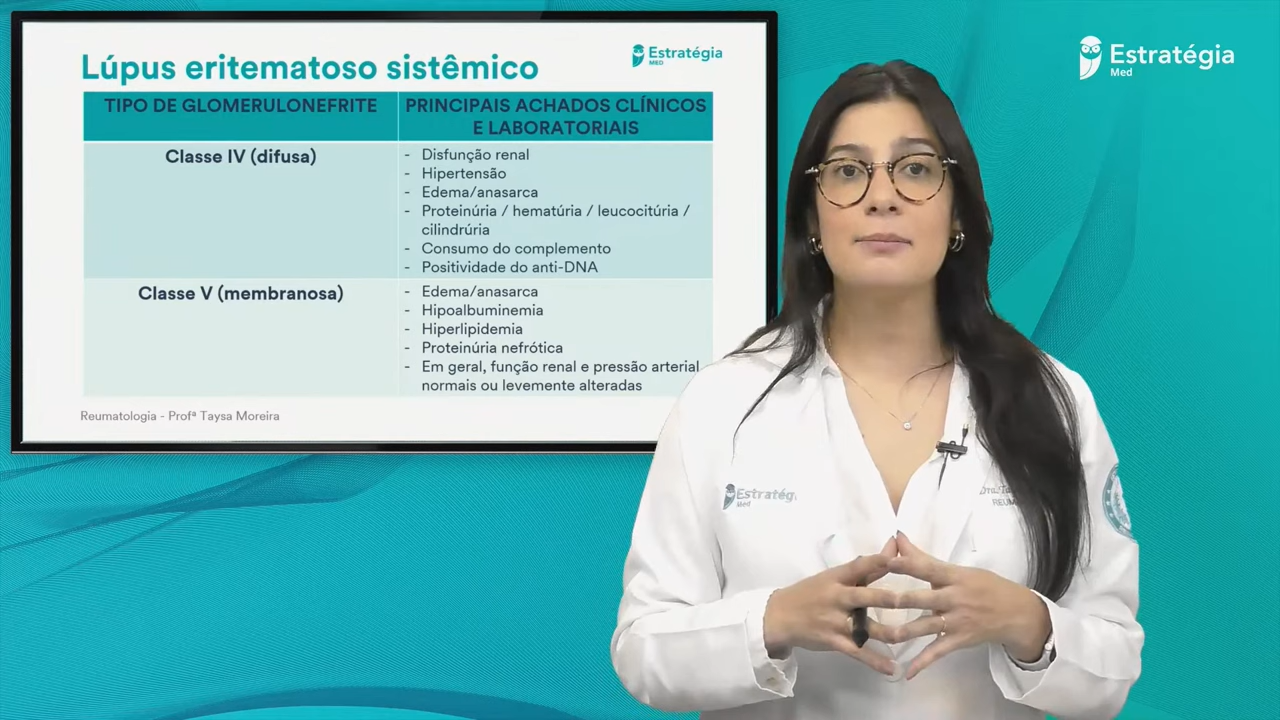 Lúpus eritematoso sistêmico
Estratégia
MED
TIPO DE GLOMERULONEFRITE
PRINCIPAIS ACHADOS CLÍNICOS
E LABORATORIAIS
Classe IV (difusa)
- Disfunção renal
- Hipertensão
- Edema/anasarca
- Proteinúria / hematúria / leucocitúria /
cilindrúria
- Consumo do complemento
- Positividade do anti-DNA
Classe V (membranosa)
- Edema/anasarca
- Hipoalbuminemia
- Hiperlipidemia
- Proteinúria nefrótica
- Em geral, função renal e pressão arterial
normais ou levemente alteradas
Reumatologia - Profª Taysa Moreira
Estratégia
Med
Estratégi
Med